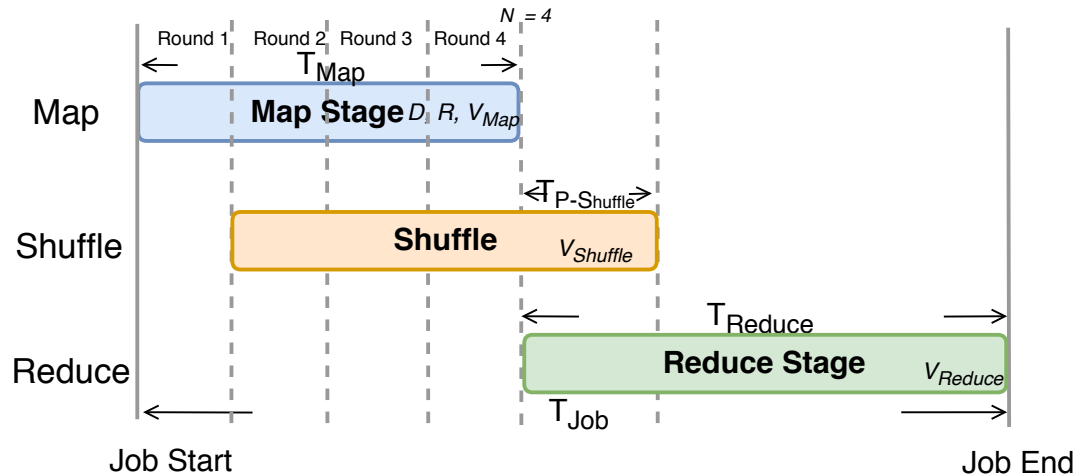 N = 4
Round 1 Round 2 Round 3 Round 4
T_Map
Map
Map Stage D, R, V_Map
T_P-Shuffle
Shuffle
Shuffle
V_Shuffle
T_Reduce
Reduce
Reduce Stage
V_Reduce
T_Job
Job Start
Job End